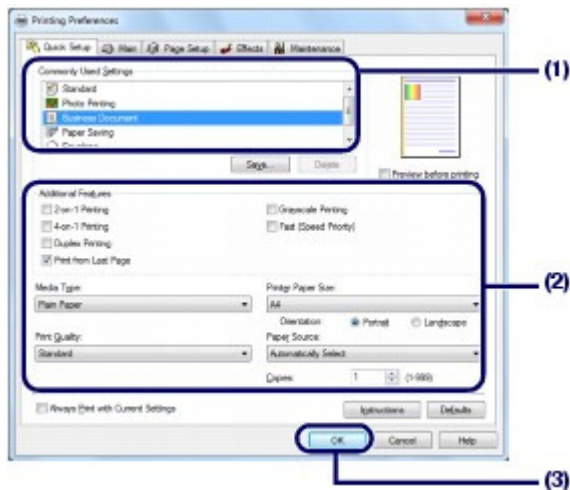 Printing Preferences
Quick Setup Main Page Setup Effects Maintenance
Commonly Used Settings
(1)
Standard
Photo Printing
Business Document
Paper Saving
Save... Delete
Preview before printing
Additional Features
2-on-1 Printing Grayscale Printing
4-on-1 Printing Fast (Speed Priority)
Duplex Printing
Print from Last Page
(2)
Media Type: Printer Paper Size:
Plain Paper A4
Orientation: Portrait Landscape
Print Quality: Paper Source:
Standard Automatically Select
Copies: 1 (1-999)
Always Print with Current Settings Instructions Defaults
OK Cancel Help
(3)